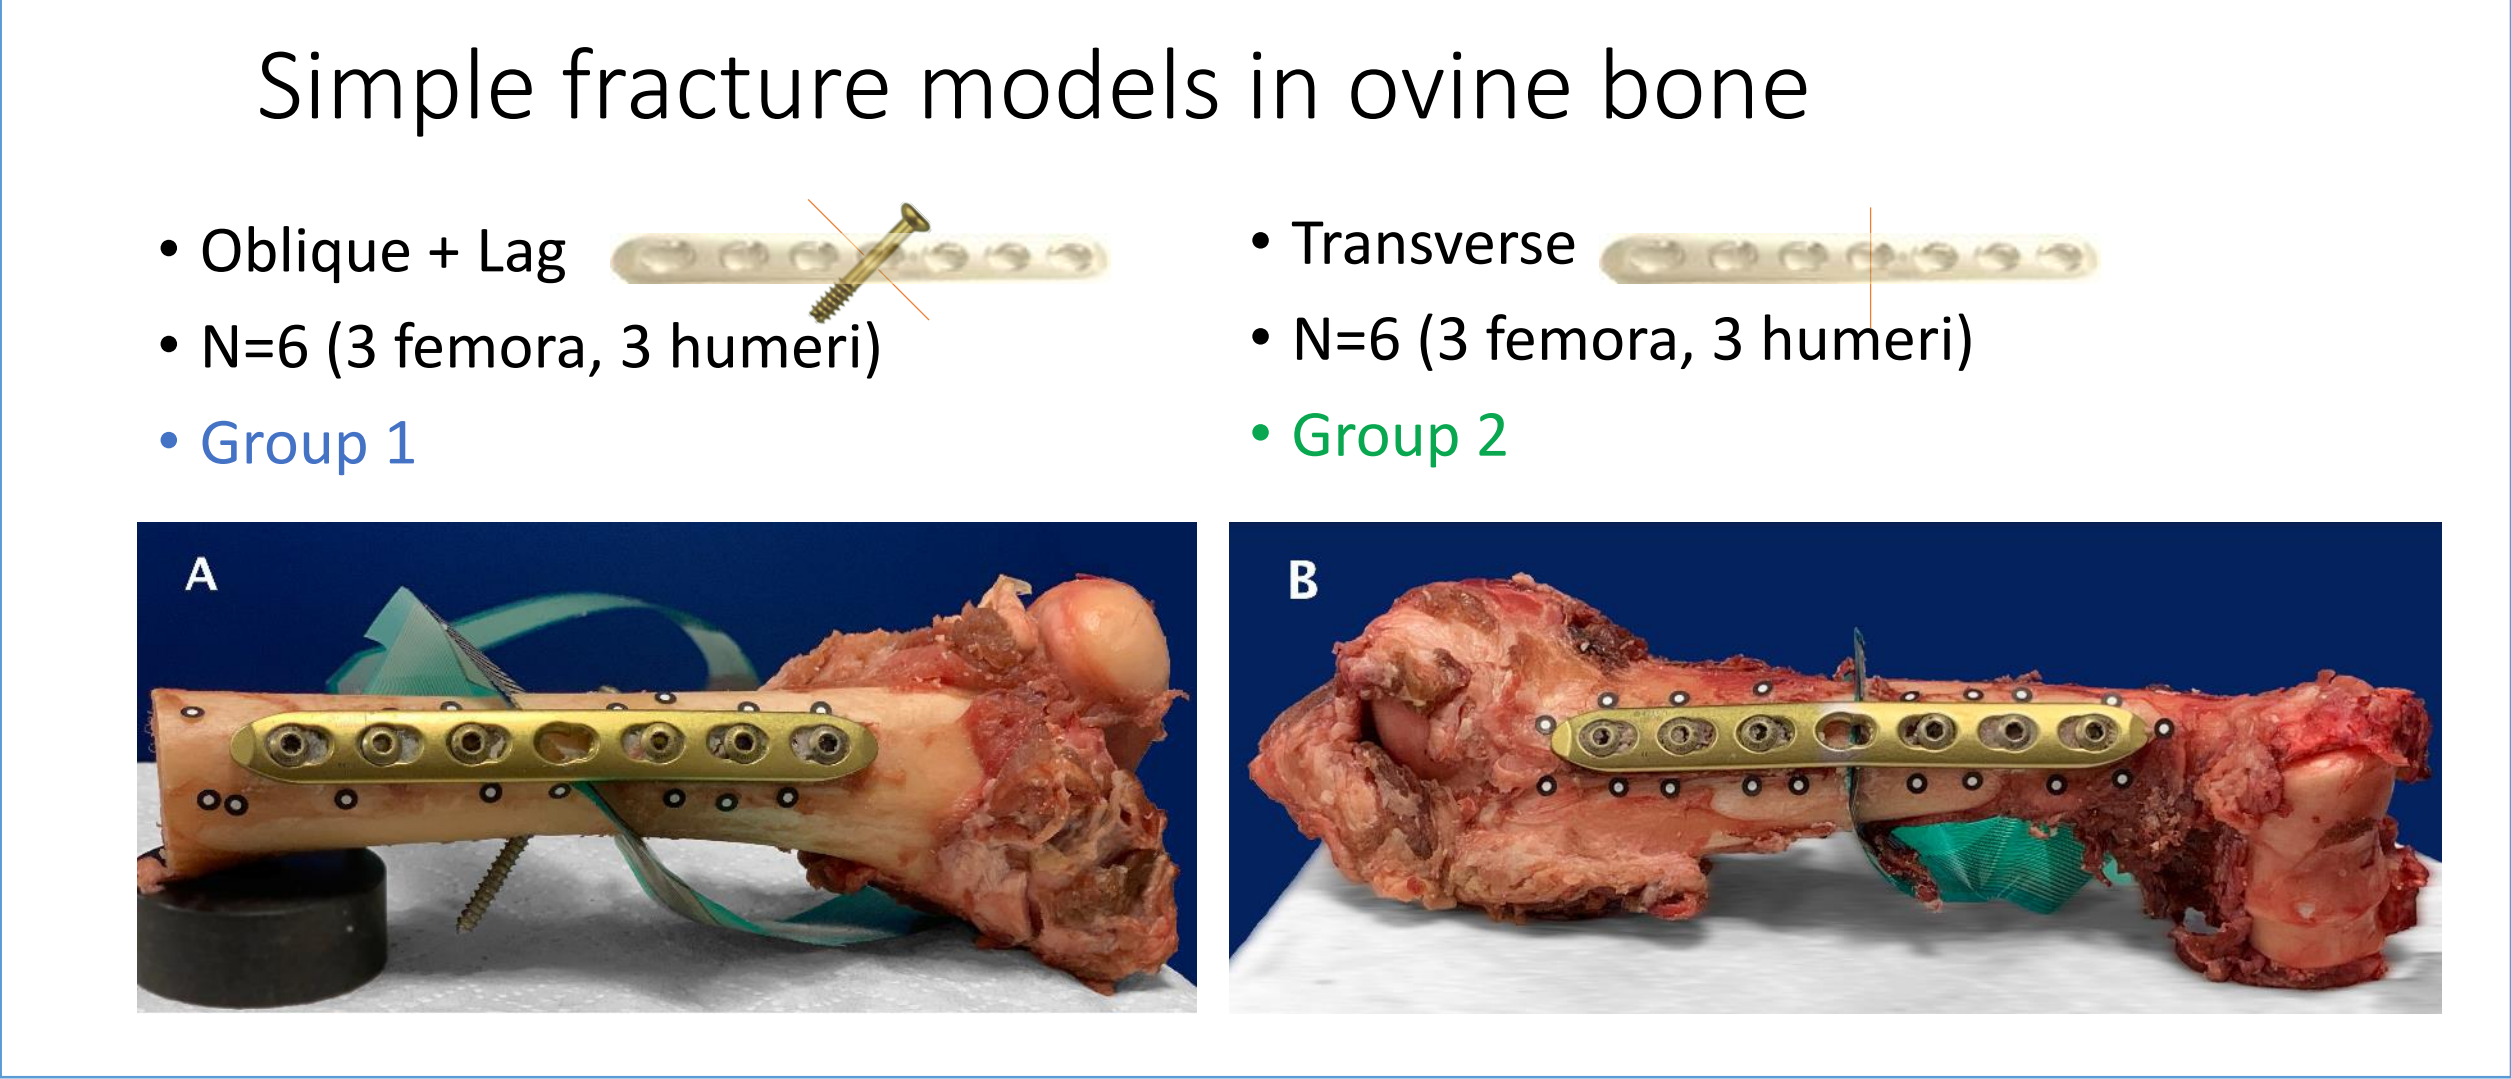 Simple fracture models in ovine bone
• Oblique + Lag
• N=6 (3 femora, 3 humeri)
• Group 1
• Transverse
• N=6 (3 femora, 3 humeri)
• Group 2
A
B